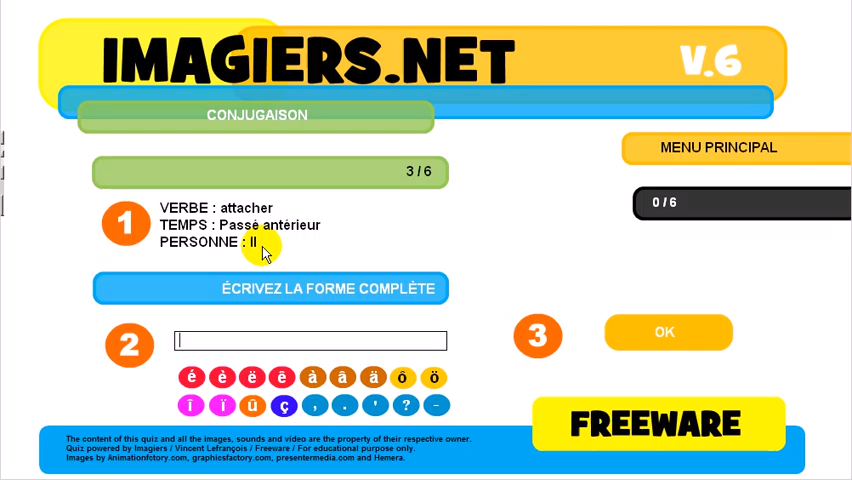 IMAGIERS.NET
V.6
CONJUGAISON
MENU PRINCIPAL
3 / 6
0 / 6
1
VERBE : attacher
TEMPS : Passé antérieur
PERSONNE : Il
ÉCRIVEZ LA FORME COMPLÈTE
2
3
OK
é è ë ê à â ä ô ö
î ï û ç , . ' ? -
FREEWARE
The content of this quiz and all the images, sounds and video are the property of their respective owner.
Quiz powered by Imagiers / Vincent Lefrançois / Freeware / For educational purpose only.
Images by Animationfctory.com, graphicsfactory.com, presentermedia.com and Hemera.